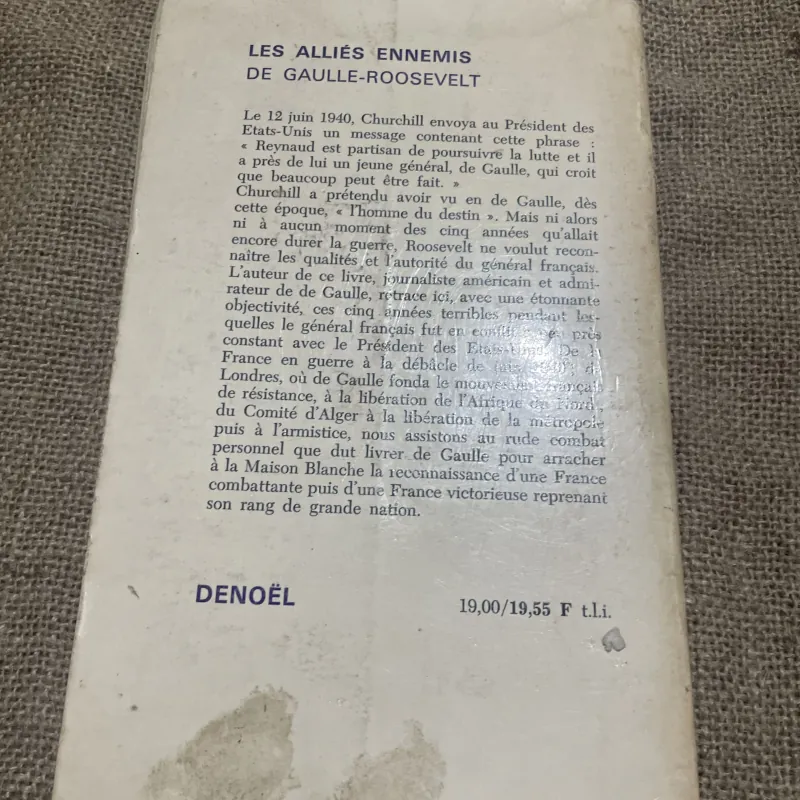 LES ALLIÉS ENNEMIS
DE GAULLE-ROOSEVELT
Le 12 juin 1940, Churchill envoya au Président des
Etats-Unis un message contenant cette phrase :
« Reynaud est partisan de poursuivre la lutte et il
a près de lui un jeune général, de Gaulle, qui croit
que beaucoup peut être fait. »
Churchill a prétendu avoir vu en de Gaulle, dès
cette époque, « l'homme du destin ». Mais ni alors
ni à aucun moment des cinq années qu'allait
encore durer la guerre, Roosevelt ne voulut recon-
naître les qualités et l'autorité du général français.
L'auteur de ce livre, journaliste américain et admi-
rateur de de Gaulle, retrace ici, avec une étonnante
objectivité, ces cinq années terribles pendant les-
quelles le général français fut en conflit près
constant avec le Président des Etats-Unis. De la
France en guerre à la débâcle de
Londres, où de Gaulle fonda le mouvement français
de résistance, à la libération de l'Afrique du Nord,
du Comité d'Alger à la libération de la métropole
puis à l'armistice, nous assistons au rude combat
personnel que dut livrer de Gaulle pour arracher
à la Maison Blanche la reconnaissance d'une France
combattante puis d'une France victorieuse reprenant
son rang de grande nation.
DENOËL
19,00/19,55 F t.l.i.